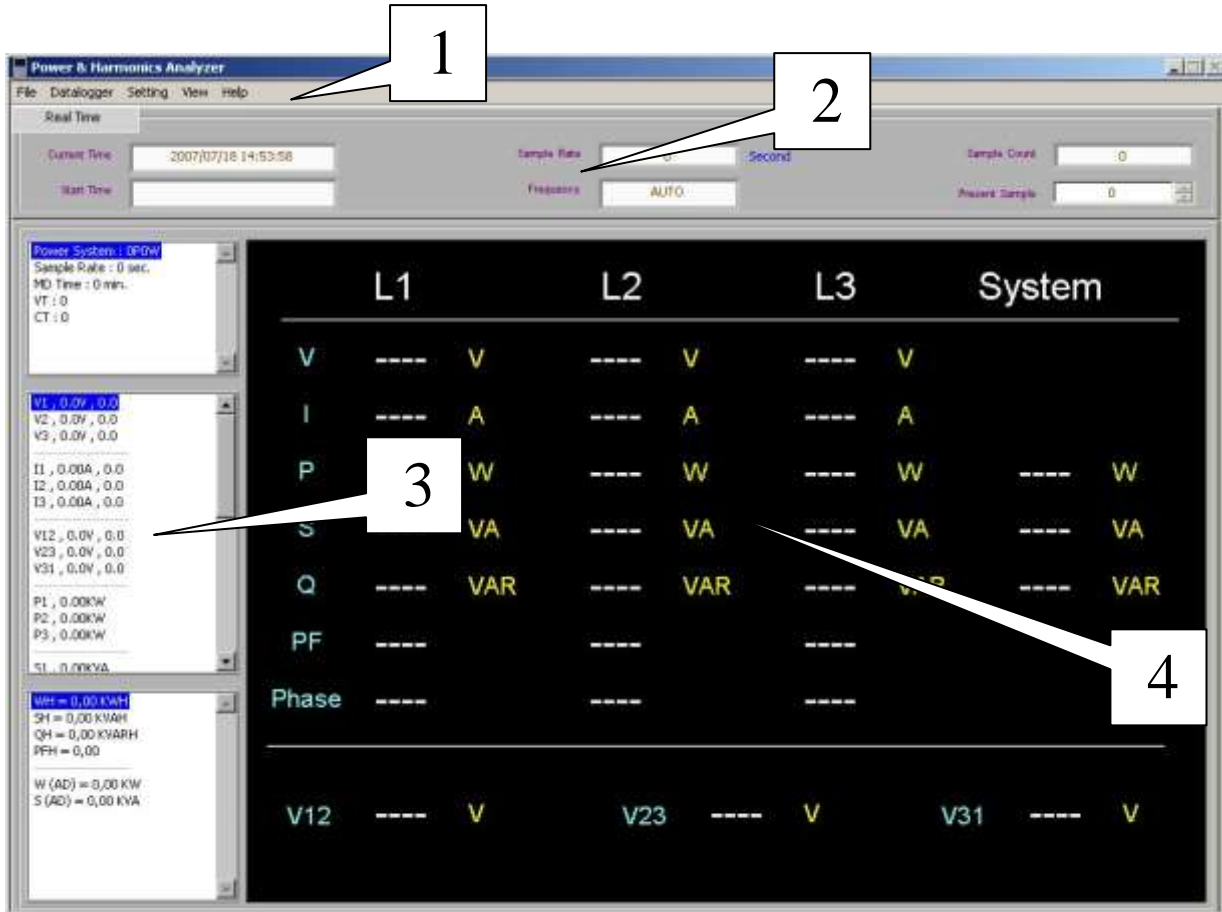 1
Power & Harmonics Analyzer
File Datalogger Setting View Help
2
Real Time
Current Time 2007/07/18 14:53:58 Sample Rate 0 Second Sample Count 0
Start Time Frequency AUTO Present Sample 0
Power System : 0P0W
Sample Rate : 0 sec.
MD Time : 0 min.
VT : 0
CT : 0
V1 , 0.0V , 0.0
V2 , 0.0V , 0.0
V3 , 0.0V , 0.0
I1 , 0.00A , 0.0
I2 , 0.00A , 0.0
I3 , 0.00A , 0.0
V12 , 0.0V , 0.0
V23 , 0.0V , 0.0
V31 , 0.0V , 0.0
P1 , 0.00KW
P2 , 0.00KW
P3 , 0.00KW
S1 , 0.00KVA
WH = 0,00 KWH
SH = 0,00 KVAH
QH = 0,00 KVARH
PFH = 0,00
W (AD) = 0,00 KW
S (AD) = 0,00 KVA
L1 L2 L3 System
V ---- V ---- V ---- V
I ---- A ---- A ---- A
P W ---- W ---- W ---- W
3
S VA ---- VA ---- VA ---- VA
Q ---- VAR ---- VAR ---- VAR ---- VAR
PF ---- ---- ----
4
Phase ---- ---- ----
V12 ---- V V23 ---- V V31 ---- V